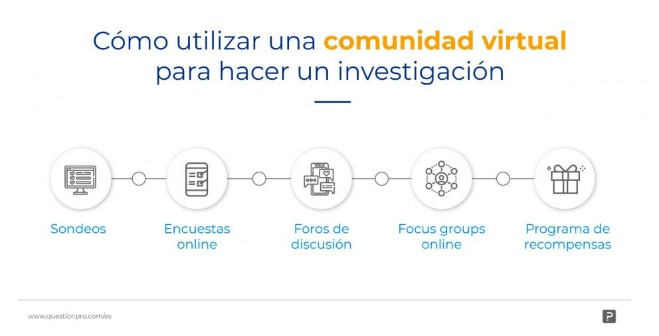 Cómo utilizar una comunidad virtual
para hacer un investigación
Sondeos
Encuestas
online
Foros de
discusión
Focus groups
online
Programa de
recompensas
www.questionpro.com/es
P